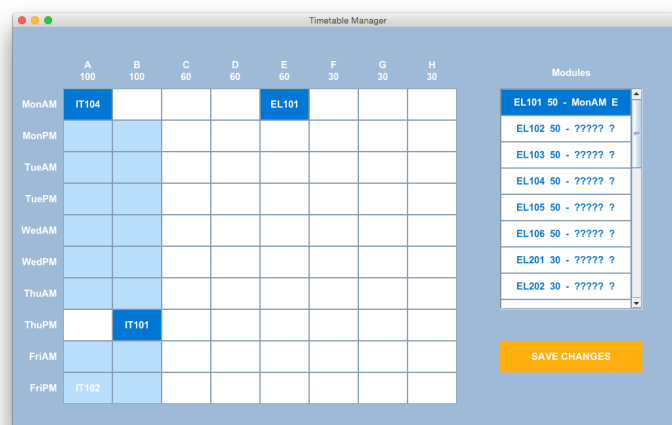 Timetable Manager
A B C D E F G H
100 100 60 60 60 30 30 30
Modules
MonAM IT104 EL101
MonPM
TueAM
TuePM
WedAM
WedPM
ThuAM
ThuPM IT101
FriAM
FriPM IT102
EL101 50 - MonAM E
EL102 50 - ????? ?
EL103 50 - ????? ?
EL104 50 - ????? ?
EL105 50 - ????? ?
EL106 50 - ????? ?
EL201 30 - ????? ?
EL202 30 - ????? ?
SAVE CHANGES